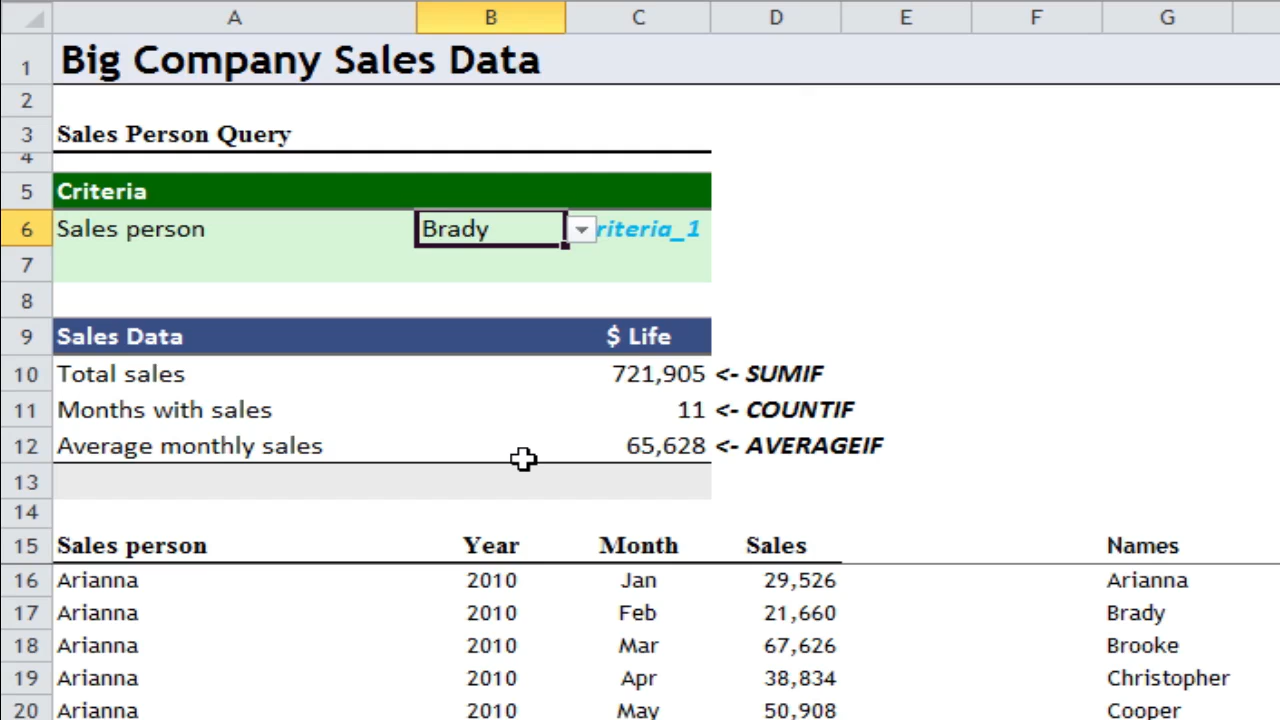 A B C D E F G
1 Big Company Sales Data
2
3 Sales Person Query
4
5 Criteria
6 Sales person Brady riteria_1
7
8
9 Sales Data $ Life
10 Total sales 721,905 <- SUMIF
11 Months with sales 11 <- COUNTIF
12 Average monthly sales 65,628 <- AVERAGEIF
13
14
15 Sales person Year Month Sales Names
16 Arianna 2010 Jan 29,526 Arianna
17 Arianna 2010 Feb 21,660 Brady
18 Arianna 2010 Mar 67,626 Brooke
19 Arianna 2010 Apr 38,834 Christopher
20 Arianna 2010 May 50,908 Cooper